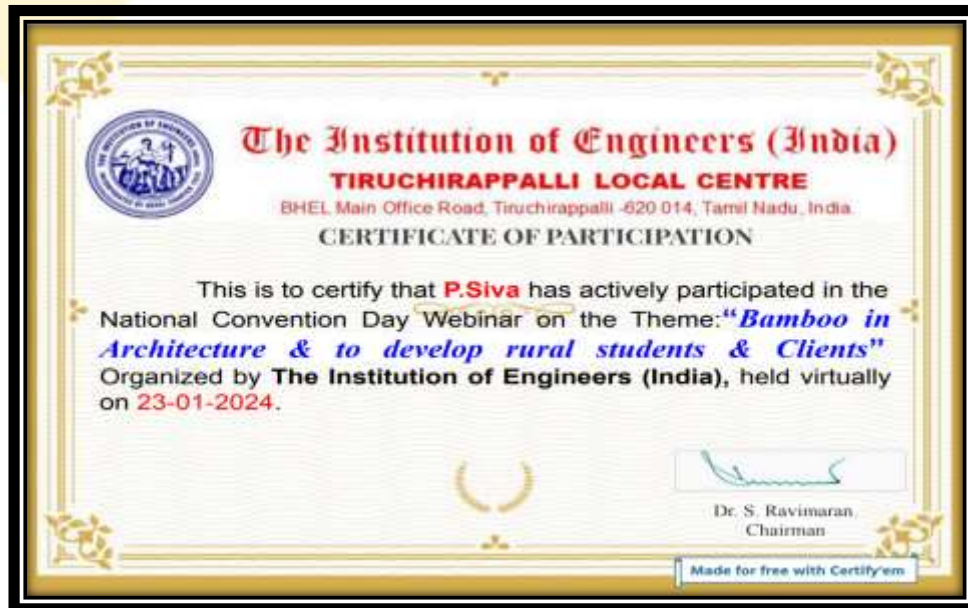 The Institution of Engineers (India)
TIRUCHIRAPPALLI LOCAL CENTRE
BHEL Main Office Road, Tiruchirappalli -620 014, Tamil Nadu, India.
CERTIFICATE OF PARTICIPATION
This is to certify that P.Siva has actively participated in the
National Convention Day Webinar on the Theme:“Bamboo in
Architecture & to develop rural students & Clients”
Organized by The Institution of Engineers (India), held virtually
on 23-01-2024.
Dr. S. Ravimaran
Chairman
Made for free with Certify'em